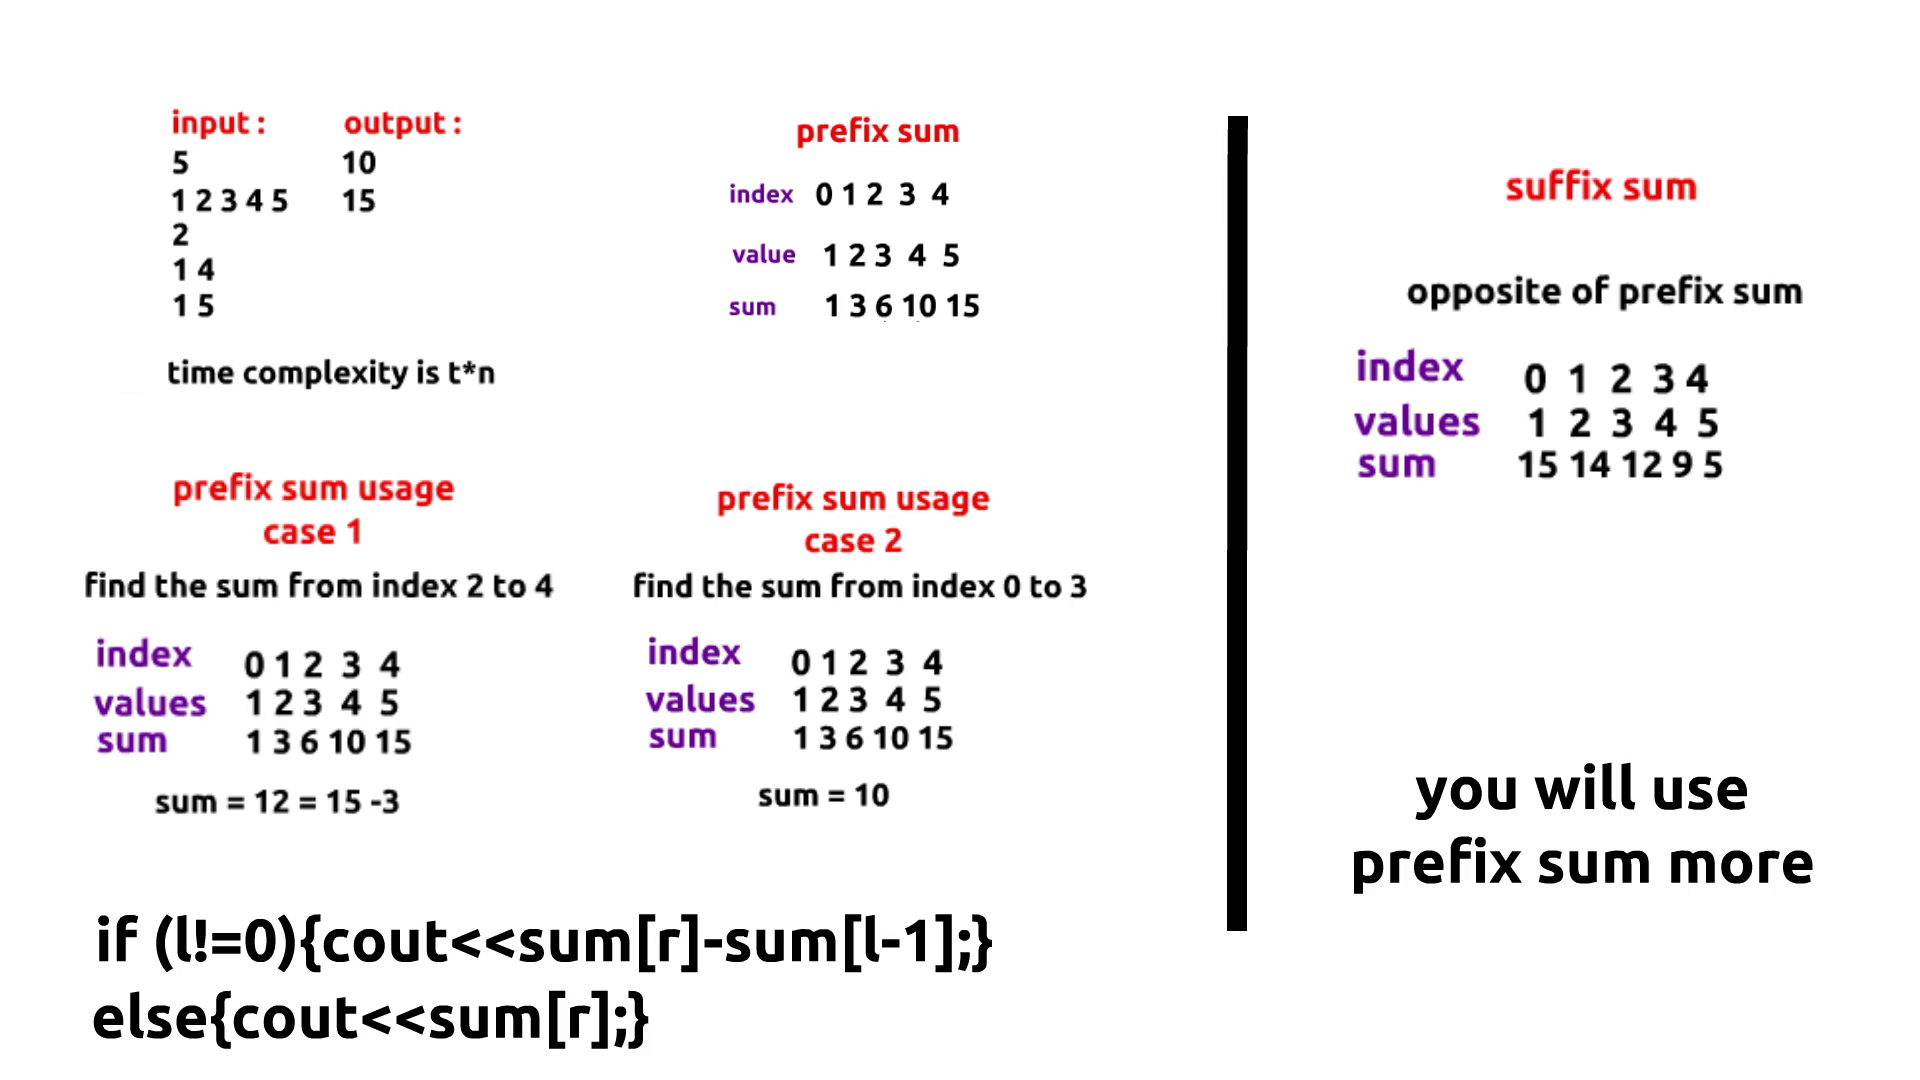 input :
5
1 2 3 4 5
2
1 4
1 5
output :
10
15
time complexity is t*n
prefix sum
index 0 1 2 3 4
value 1 2 3 4 5
sum 1 3 6 10 15
prefix sum usage
case 1
find the sum from index 2 to 4
index 0 1 2 3 4
values 1 2 3 4 5
sum 1 3 6 10 15
sum = 12 = 15 -3
prefix sum usage
case 2
find the sum from index 0 to 3
index 0 1 2 3 4
values 1 2 3 4 5
sum 1 3 6 10 15
sum = 10
if (l!=0){cout<<sum[r]-sum[l-1];}
else{cout<<sum[r];}
suffix sum
opposite of prefix sum
index 0 1 2 3 4
values 1 2 3 4 5
sum 15 14 12 9 5
you will use
prefix sum more